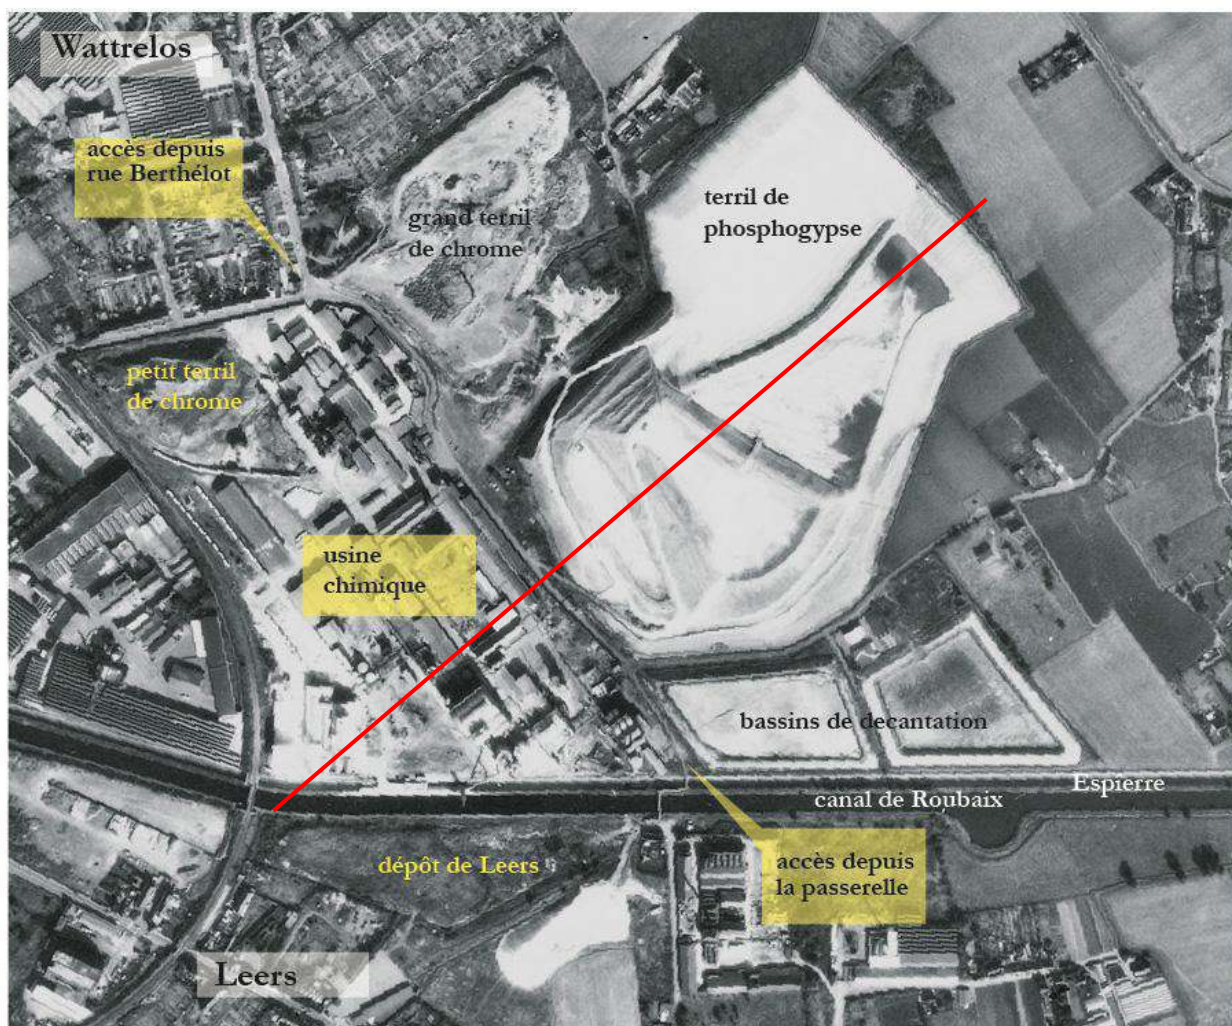 Wattrelos
accès depuis
rue Berthélot
grand terril
de chrome
terril de
phosphogypse
petit terril
de chrome
usine
chimique
bassins de decantation
Espierre
canal de Roubaix
dépôt de Leers
accès depuis
la passerelle
Leers